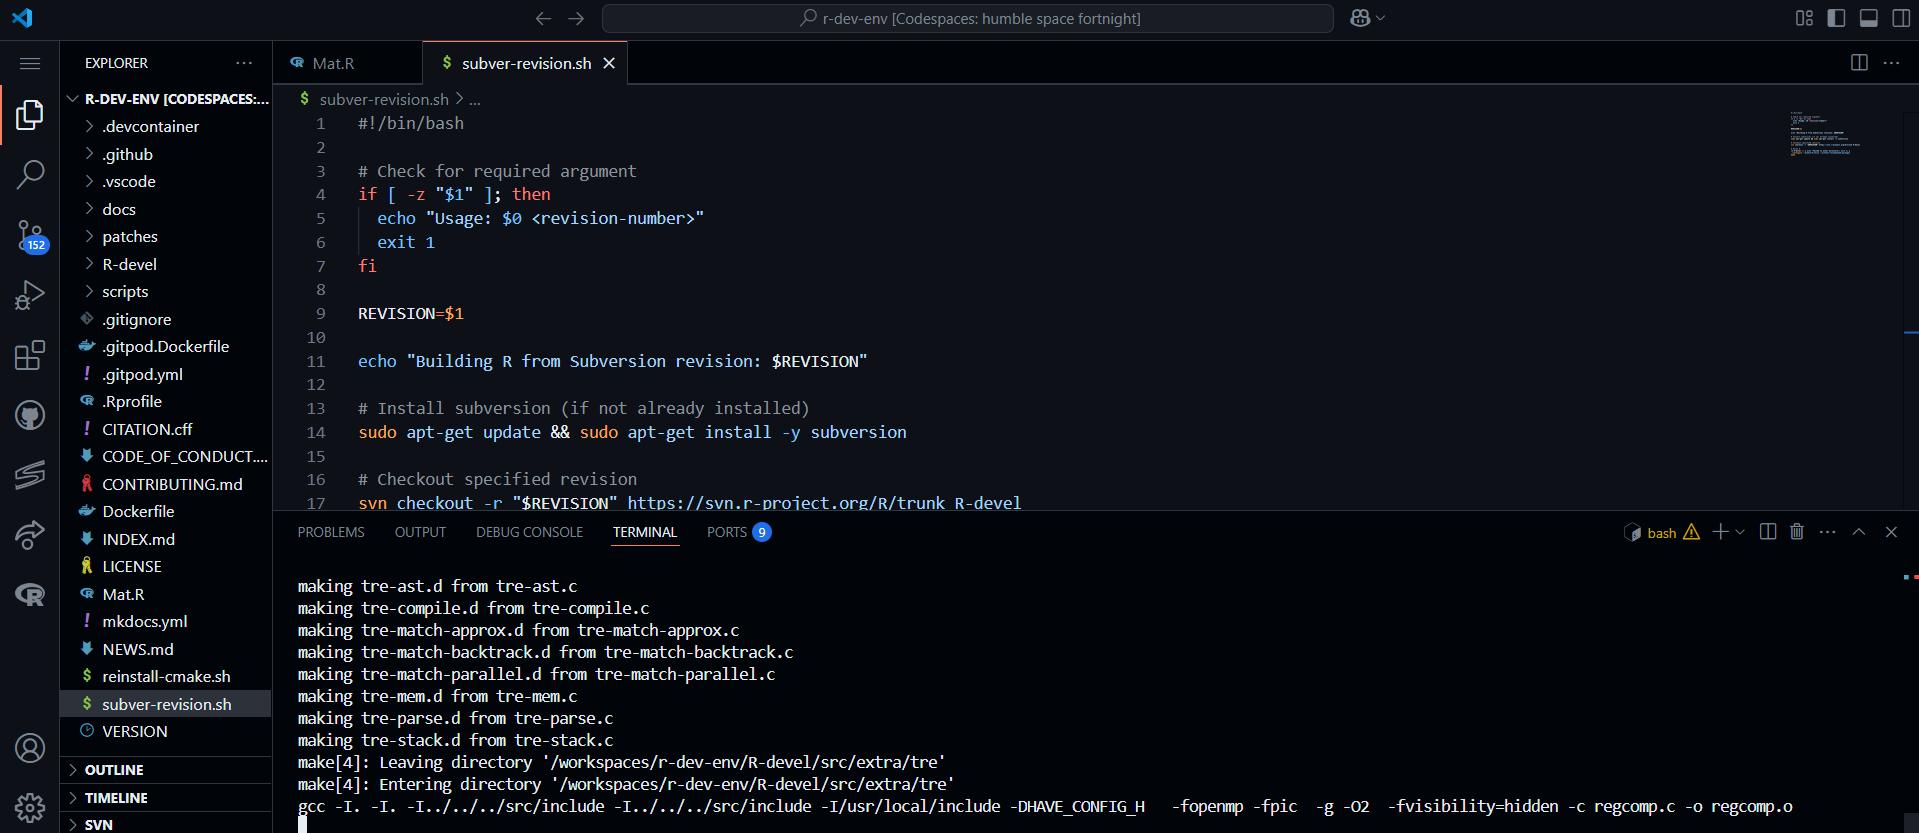 r-dev-env [Codespaces: humble space fortnight]
EXPLORER
R-DEV-ENV [CODESPACES:...
.devcontainer
.github
.vscode
docs
patches
R-devel
scripts
.gitignore
.gitpod.Dockerfile
.gitpod.yml
.Rprofile
CITATION.cff
CODE_OF_CONDUCT....
CONTRIBUTING.md
Dockerfile
INDEX.md
LICENSE
Mat.R
mkdocs.yml
NEWS.md
reinstall-cmake.sh
subver-revision.sh
VERSION
OUTLINE
TIMELINE
SVN
152
Mat.R
subver-revision.sh
subver-revision.sh > ...
1 #!/bin/bash
2
3 # Check for required argument
4 if [ -z "$1" ]; then
5 echo "Usage: $0 <revision-number>"
6 exit 1
7 fi
8
9 REVISION=$1
10
11 echo "Building R from Subversion revision: $REVISION"
12
13 # Install subversion (if not already installed)
14 sudo apt-get update && sudo apt-get install -y subversion
15
16 # Checkout specified revision
17 svn checkout -r "$REVISION" https://svn.r-project.org/R/trunk R-devel
PROBLEMS OUTPUT DEBUG CONSOLE TERMINAL PORTS 9
bash
making tre-ast.d from tre-ast.c
making tre-compile.d from tre-compile.c
making tre-match-approx.d from tre-match-approx.c
making tre-match-backtrack.d from tre-match-backtrack.c
making tre-match-parallel.d from tre-match-parallel.c
making tre-mem.d from tre-mem.c
making tre-parse.d from tre-parse.c
making tre-stack.d from tre-stack.c
make[4]: Leaving directory '/workspaces/r-dev-env/R-devel/src/extra/tre'
make[4]: Entering directory '/workspaces/r-dev-env/R-devel/src/extra/tre'
gcc -I. -I. -I../../../src/include -I../../../src/include -I/usr/local/include -DHAVE_CONFIG_H -fopenmp -fpic -g -O2 -fvisibility=hidden -c regcomp.c -o regcomp.o